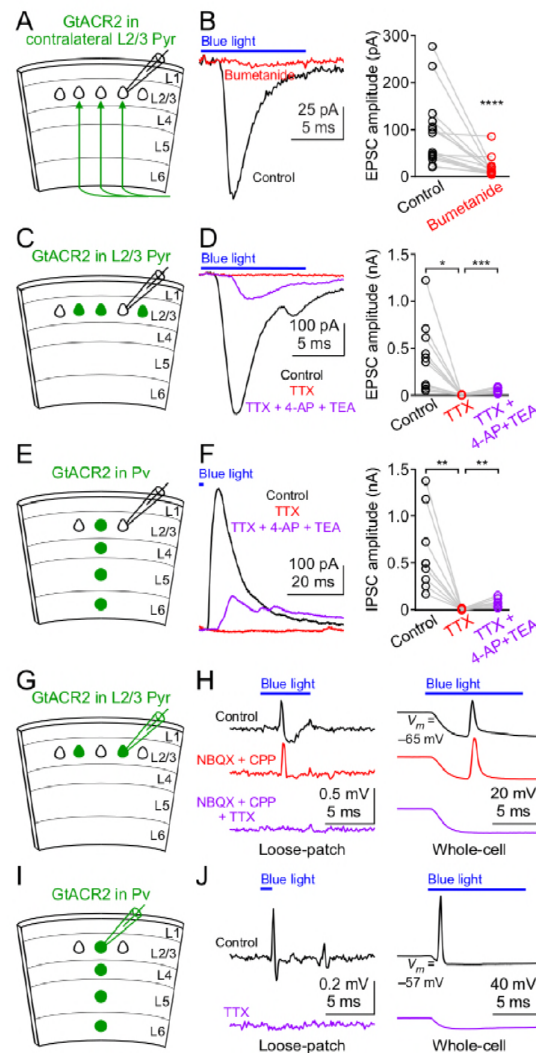 A
GtACR2 in
contralateral L2/3 Pyr
L1
L2/3
L4
L5
L6
B
Blue light
Bumetanide
25 pA
5 ms
Control
EPSC amplitude (pA)
300
200
100
0
****
Control
Bumetanide
C
GtACR2 in L2/3 Pyr
L1
L2/3
L4
L5
L6
D
Blue light
100 pA
5 ms
Control
TTX
TTX + 4-AP + TEA
EPSC amplitude (nA)
1.5
1.0
0.5
0
* ***
Control
TTX
TTX +
4-AP+TEA
E
GtACR2 in Pv
L1
L2/3
L4
L5
L6
F
Blue light
Control
TTX
TTX + 4-AP + TEA
100 pA
20 ms
IPSC amplitude (nA)
1.5
1.0
0.5
0
** **
Control
TTX
TTX +
4-AP+TEA
G
GtACR2 in L2/3 Pyr
L1
L2/3
L4
L5
L6
H
Blue light
Blue light
Control
Vm =
–65 mV
NBQX + CPP
NBQX + CPP
+ TTX
0.5 mV
5 ms
20 mV
5 ms
Loose-patch
Whole-cell
I
GtACR2 in Pv
L1
L2/3
L4
L5
L6
J
Blue light
Blue light
Control
Vm =
–57 mV
0.2 mV
5 ms
40 mV
5 ms
TTX
Loose-patch
Whole-cell